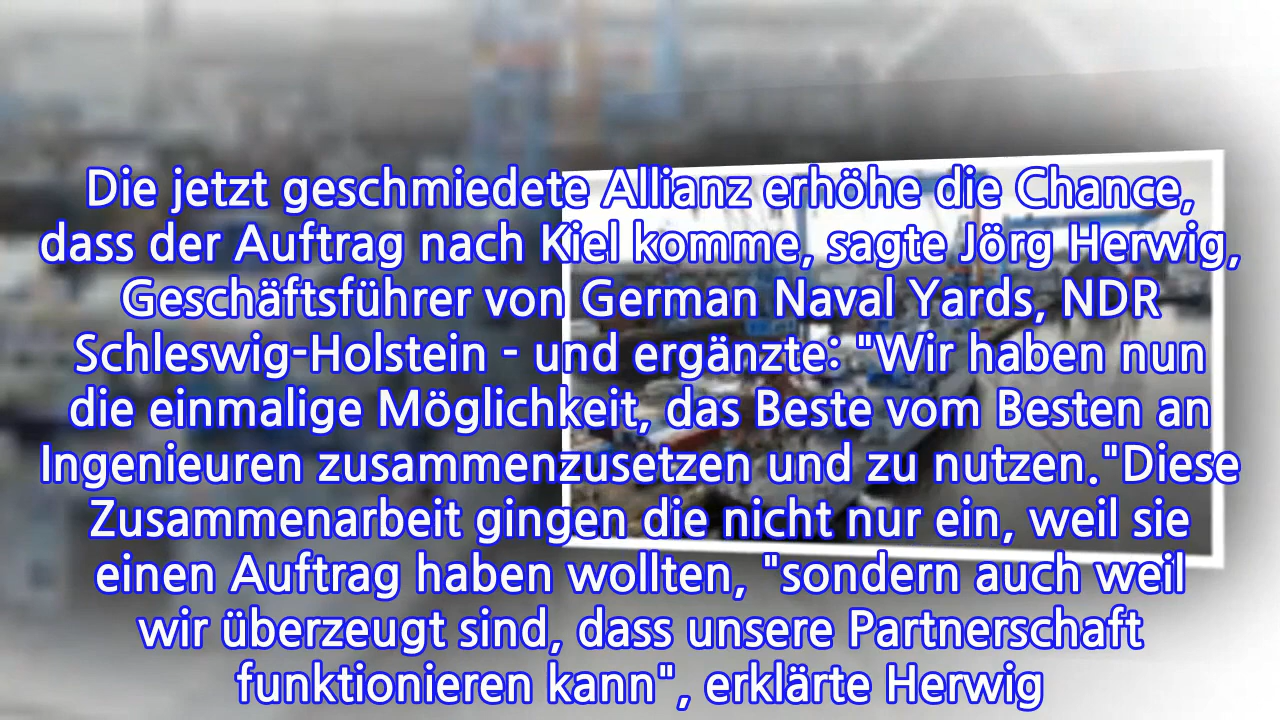 Die jetzt geschmiedete Allianz erhöhe die Chance,
dass der Auftrag nach Kiel komme, sagte Jörg Herwig,
Geschäftsführer von German Naval Yards, NDR
Schleswig-Holstein - und ergänzte: "Wir haben nun
die einmalige Möglichkeit, das Beste vom Besten an
Ingenieuren zusammenzusetzen und zu nutzen."Diese
Zusammenarbeit gingen die nicht nur ein, weil sie
einen Auftrag haben wollten, "sondern auch weil
wir überzeugt sind, dass unsere Partnerschaft
funktionieren kann", erklärte Herwig